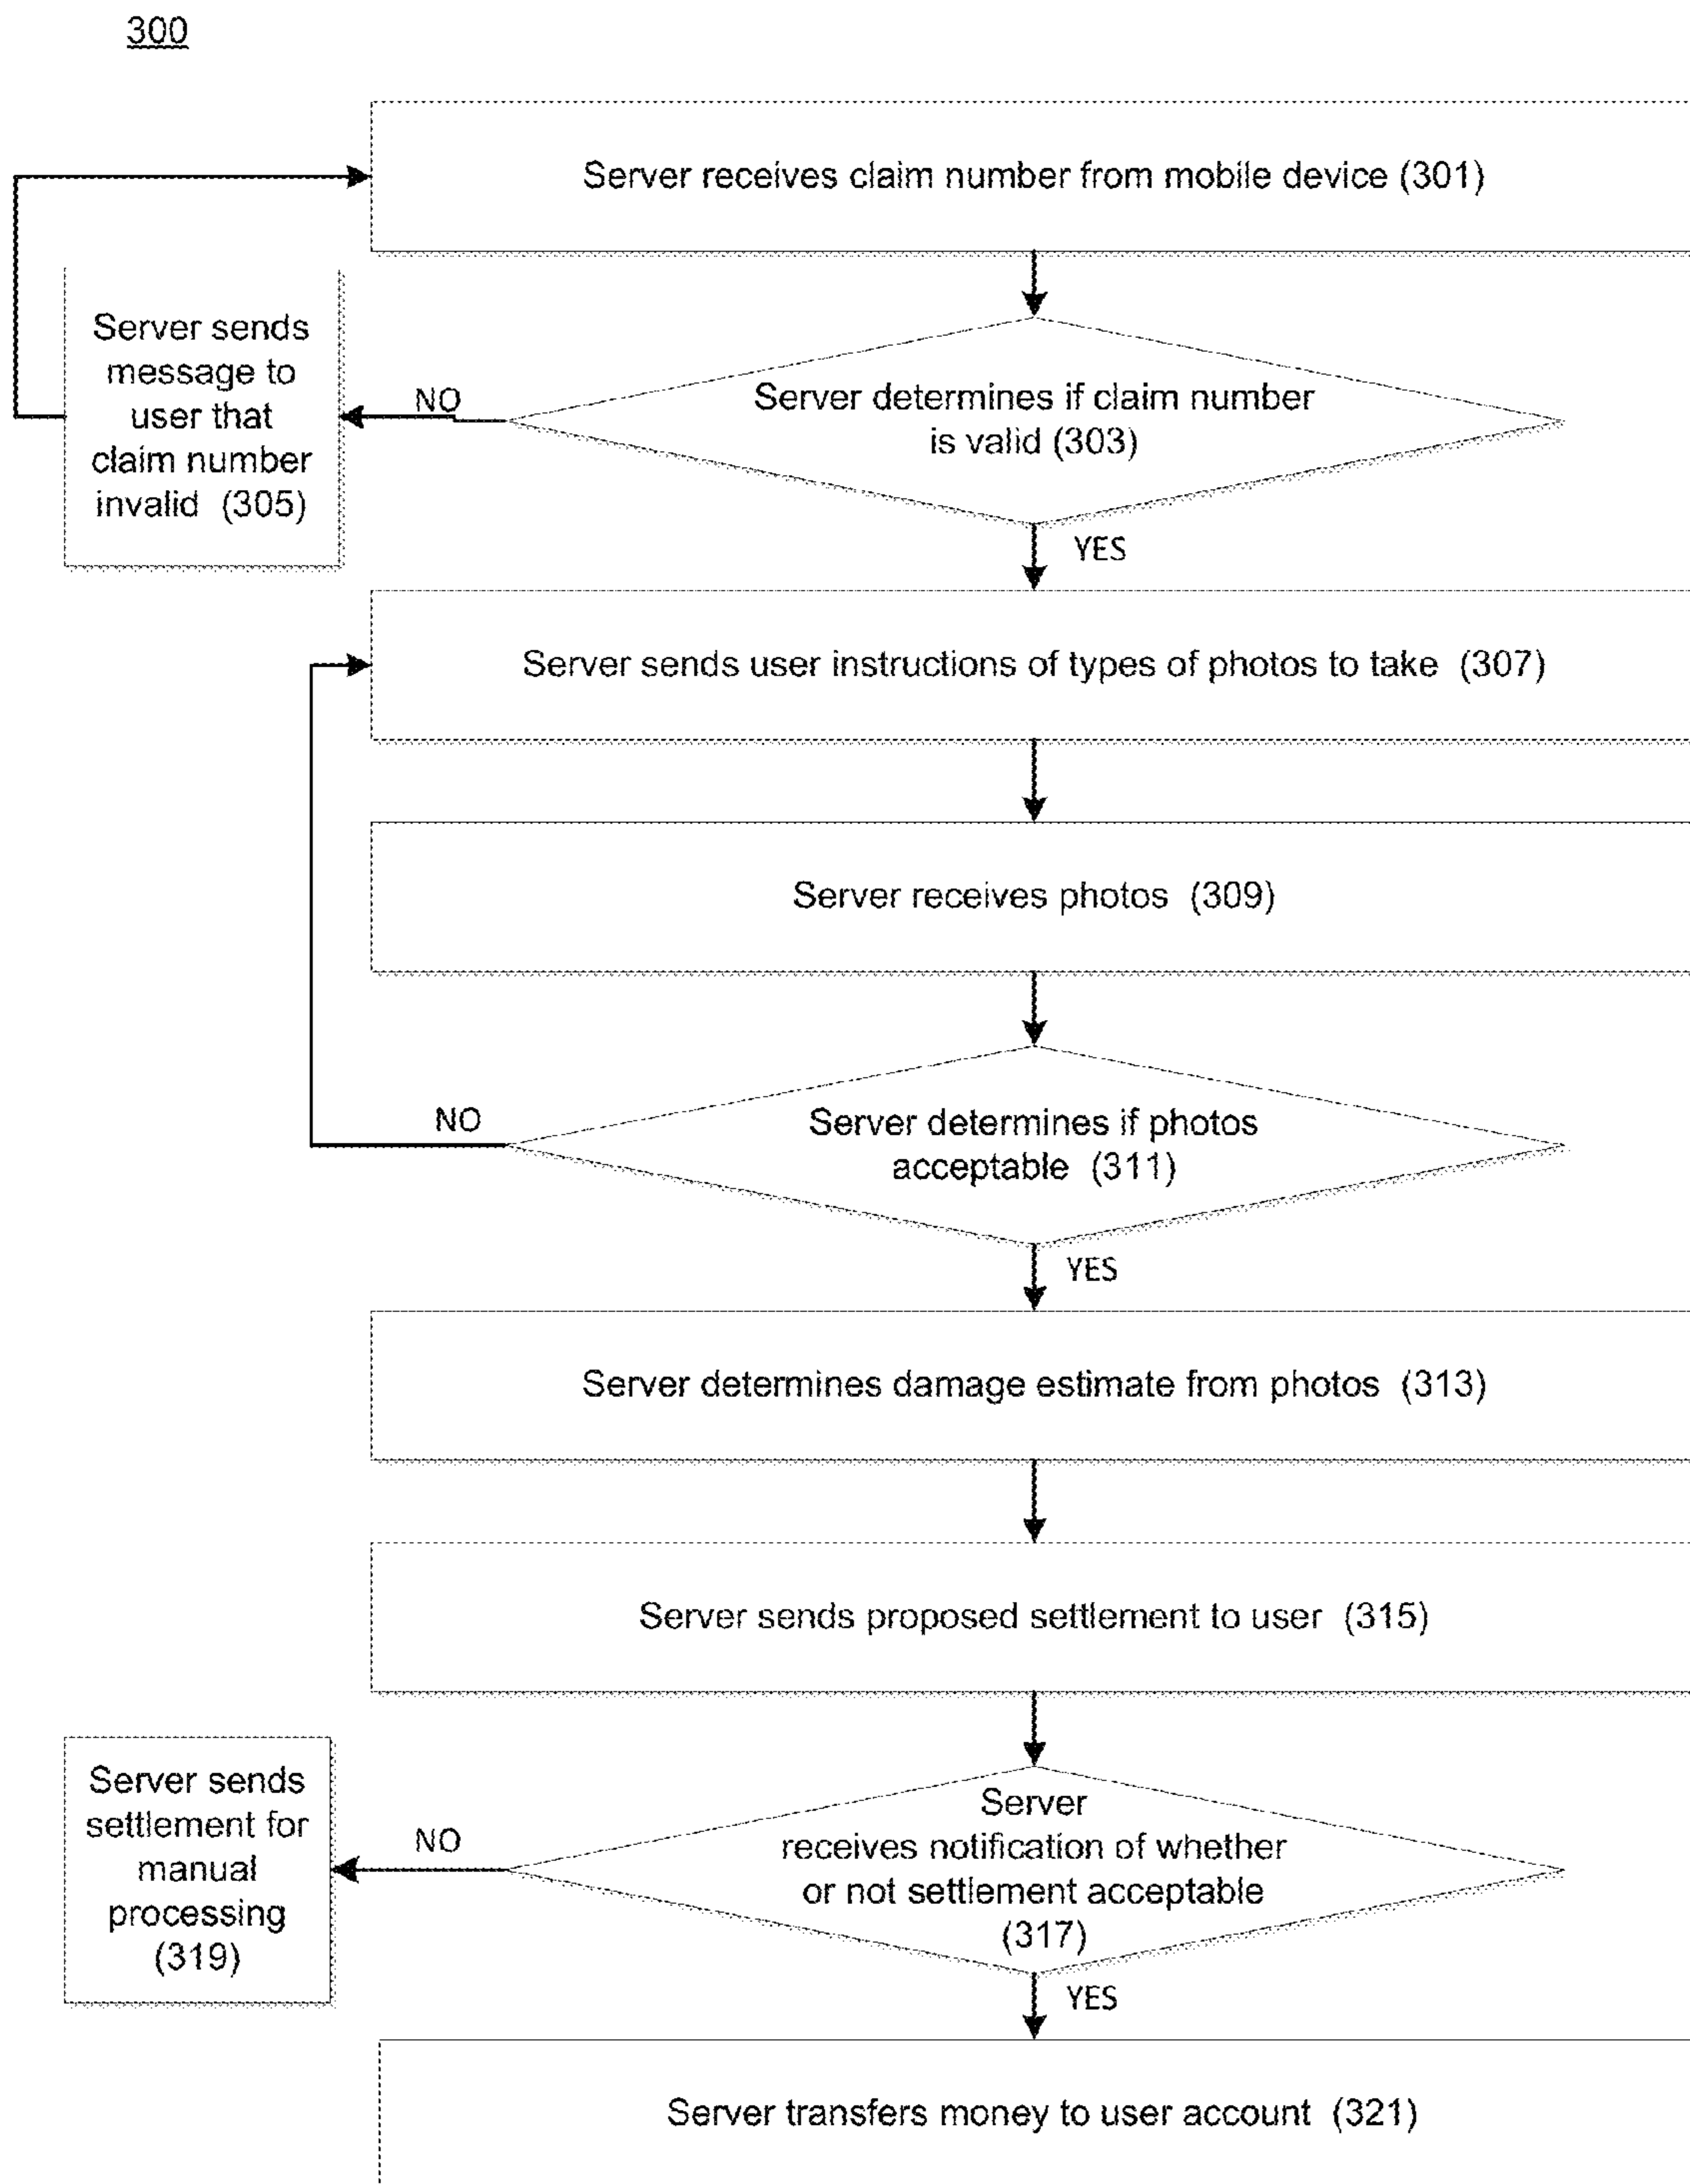 300
Server receives claim number from mobile device (301)
Server sends
message to
user that
claim number
invalid (305)
NO
Server determines if claim number
is valid (303)
YES
Server sends user instructions of types of photos to take (307)
Server receives photos (309)
NO
Server determines if photos
acceptable (311)
YES
Server determines damage estimate from photos (313)
Server sends proposed settlement to user (315)
Server sends
settlement for
manual
processing
(319)
NO
Server
receives notification of whether
or not settlement acceptable
(317)
YES
Server transfers money to user account (321)